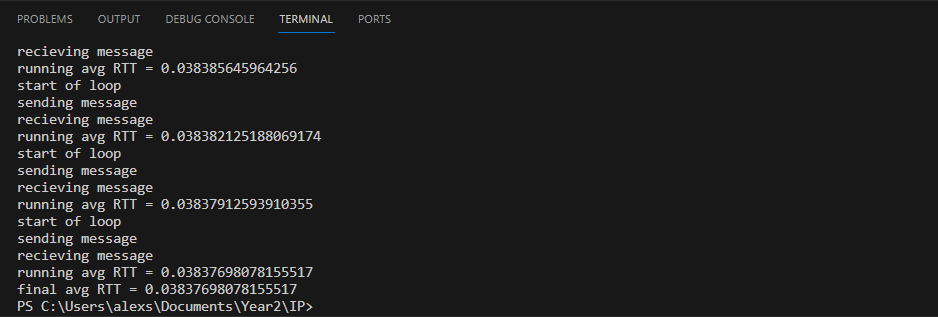 PROBLEMS OUTPUT DEBUG CONSOLE TERMINAL PORTS
recieving message
running avg RTT = 0.038385645964256
start of loop
sending message
recieving message
running avg RTT = 0.038382125188069174
start of loop
sending message
recieving message
running avg RTT = 0.03837912593910355
start of loop
sending message
recieving message
running avg RTT = 0.03837698078155517
final avg RTT = 0.03837698078155517
PS C:\Users\alexs\Documents\Year2\IP>